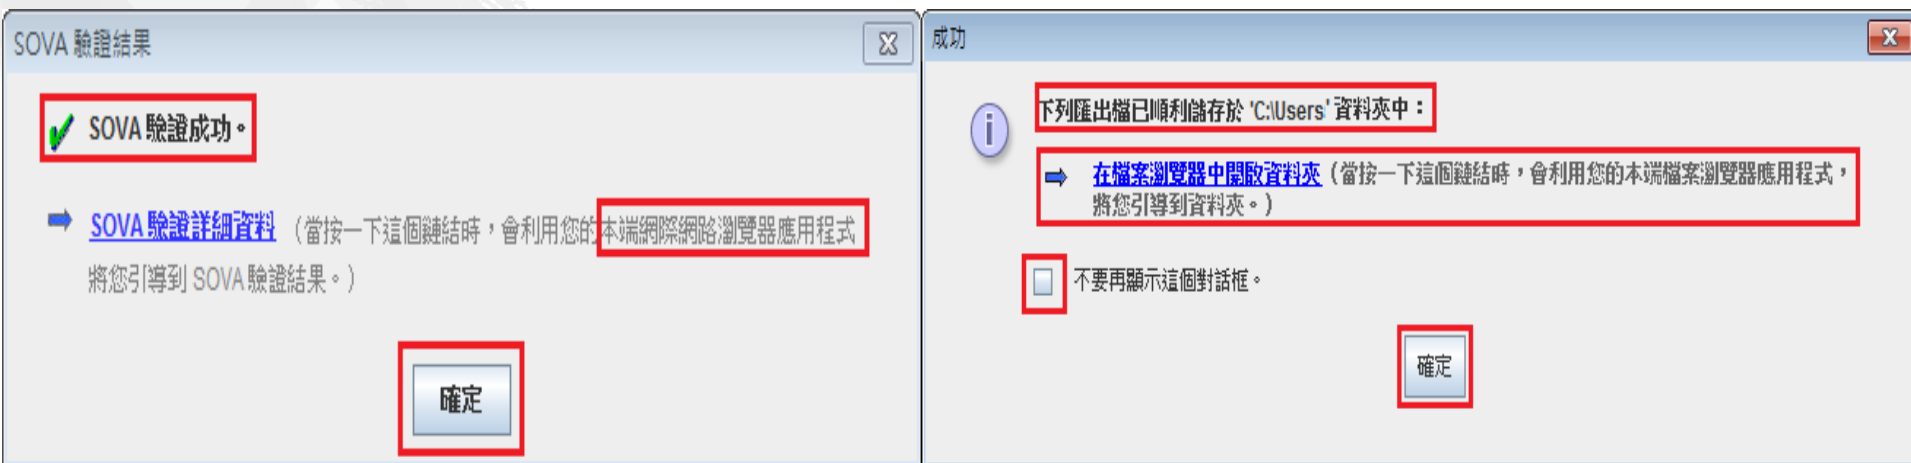 SOVA 驗證結果
SOVA 驗證成功。
SOVA 驗證詳細資料（當按一下這個鏈結時，會利用您的本端網際網路瀏覽器應用程式
將您引導到 SOVA 驗證結果。）
確定
成功
下列匯出檔已順利儲存於 'C:\Users' 資料夾中：
在檔案瀏覽器中開啟資料夾（當按一下這個鏈結時，會利用您的本端檔案瀏覽器應用程式，
將您引導到資料夾。）
不要再顯示這個對話框。
確定